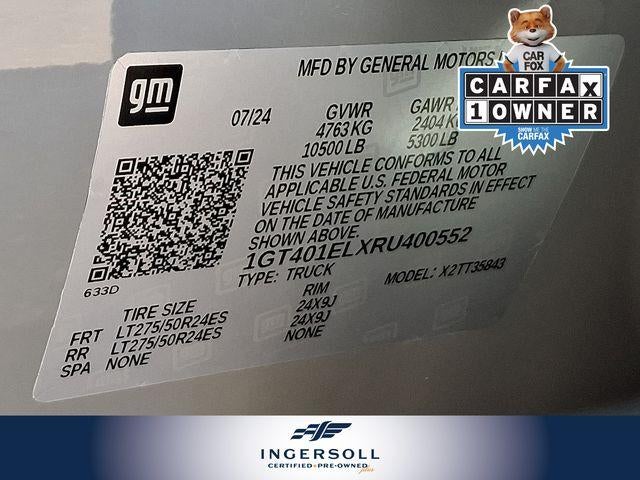 gm
MFD BY GENERAL MOTORS
CAR
FOX
CARFAX
1 OWNER
SHOW ME THE
CARFAX
07/24 GVWR GAWR
4763 KG 2404
10500 LB 5300 LB
THIS VEHICLE CONFORMS TO ALL
APPLICABLE U.S. FEDERAL MOTOR
VEHICLE SAFETY STANDARDS IN EFFECT
ON THE DATE OF MANUFACTURE
SHOWN ABOVE.
1GT401ELXRU400552
633D
TYPE: TRUCK MODEL: X2TT35843
TIRE SIZE RIM
FRT LT275/50R24ES 24X9J
RR LT275/50R24ES 24X9J
SPA NONE NONE
INGERSOLL
CERTIFIED PRE-OWNED plus